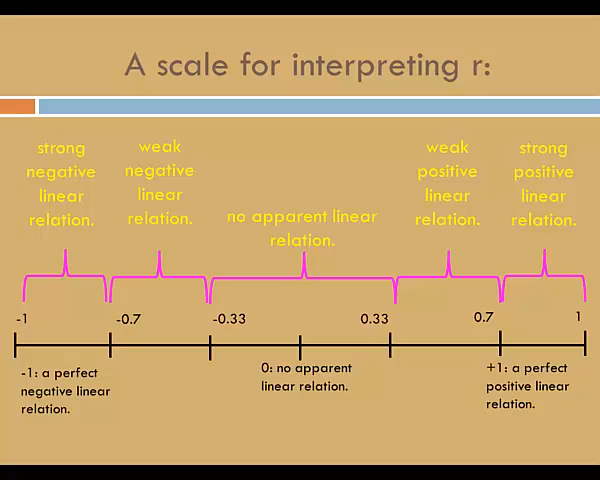 A scale for interpreting r:
strong
negative
linear
relation.
weak
negative
linear
relation.
no apparent linear
relation.
weak
positive
linear
relation.
strong
positive
linear
relation.
-1 -0.7 -0.33 0.33 0.7 1
-1: a perfect
negative linear
relation.
0: no apparent
linear relation.
+1: a perfect
positive linear
relation.